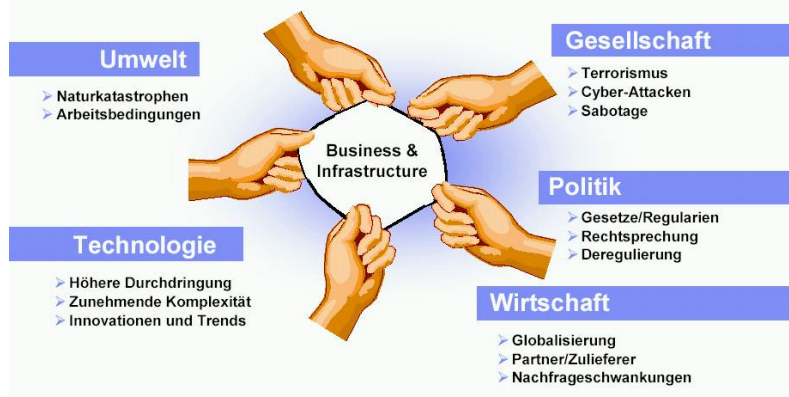 Umwelt
Naturkatastrophen
Arbeitsbedingungen
Gesellschaft
Terrorismus
Cyber-Attacken
Sabotage
Business &
Infrastructure
Politik
Gesetze/Regularien
Rechtsprechung
Deregulierung
Technologie
Höhere Durchdringung
Zunehmende Komplexität
Innovationen und Trends
Wirtschaft
Globalisierung
Partner/Zulieferer
Nachfrageschwankungen